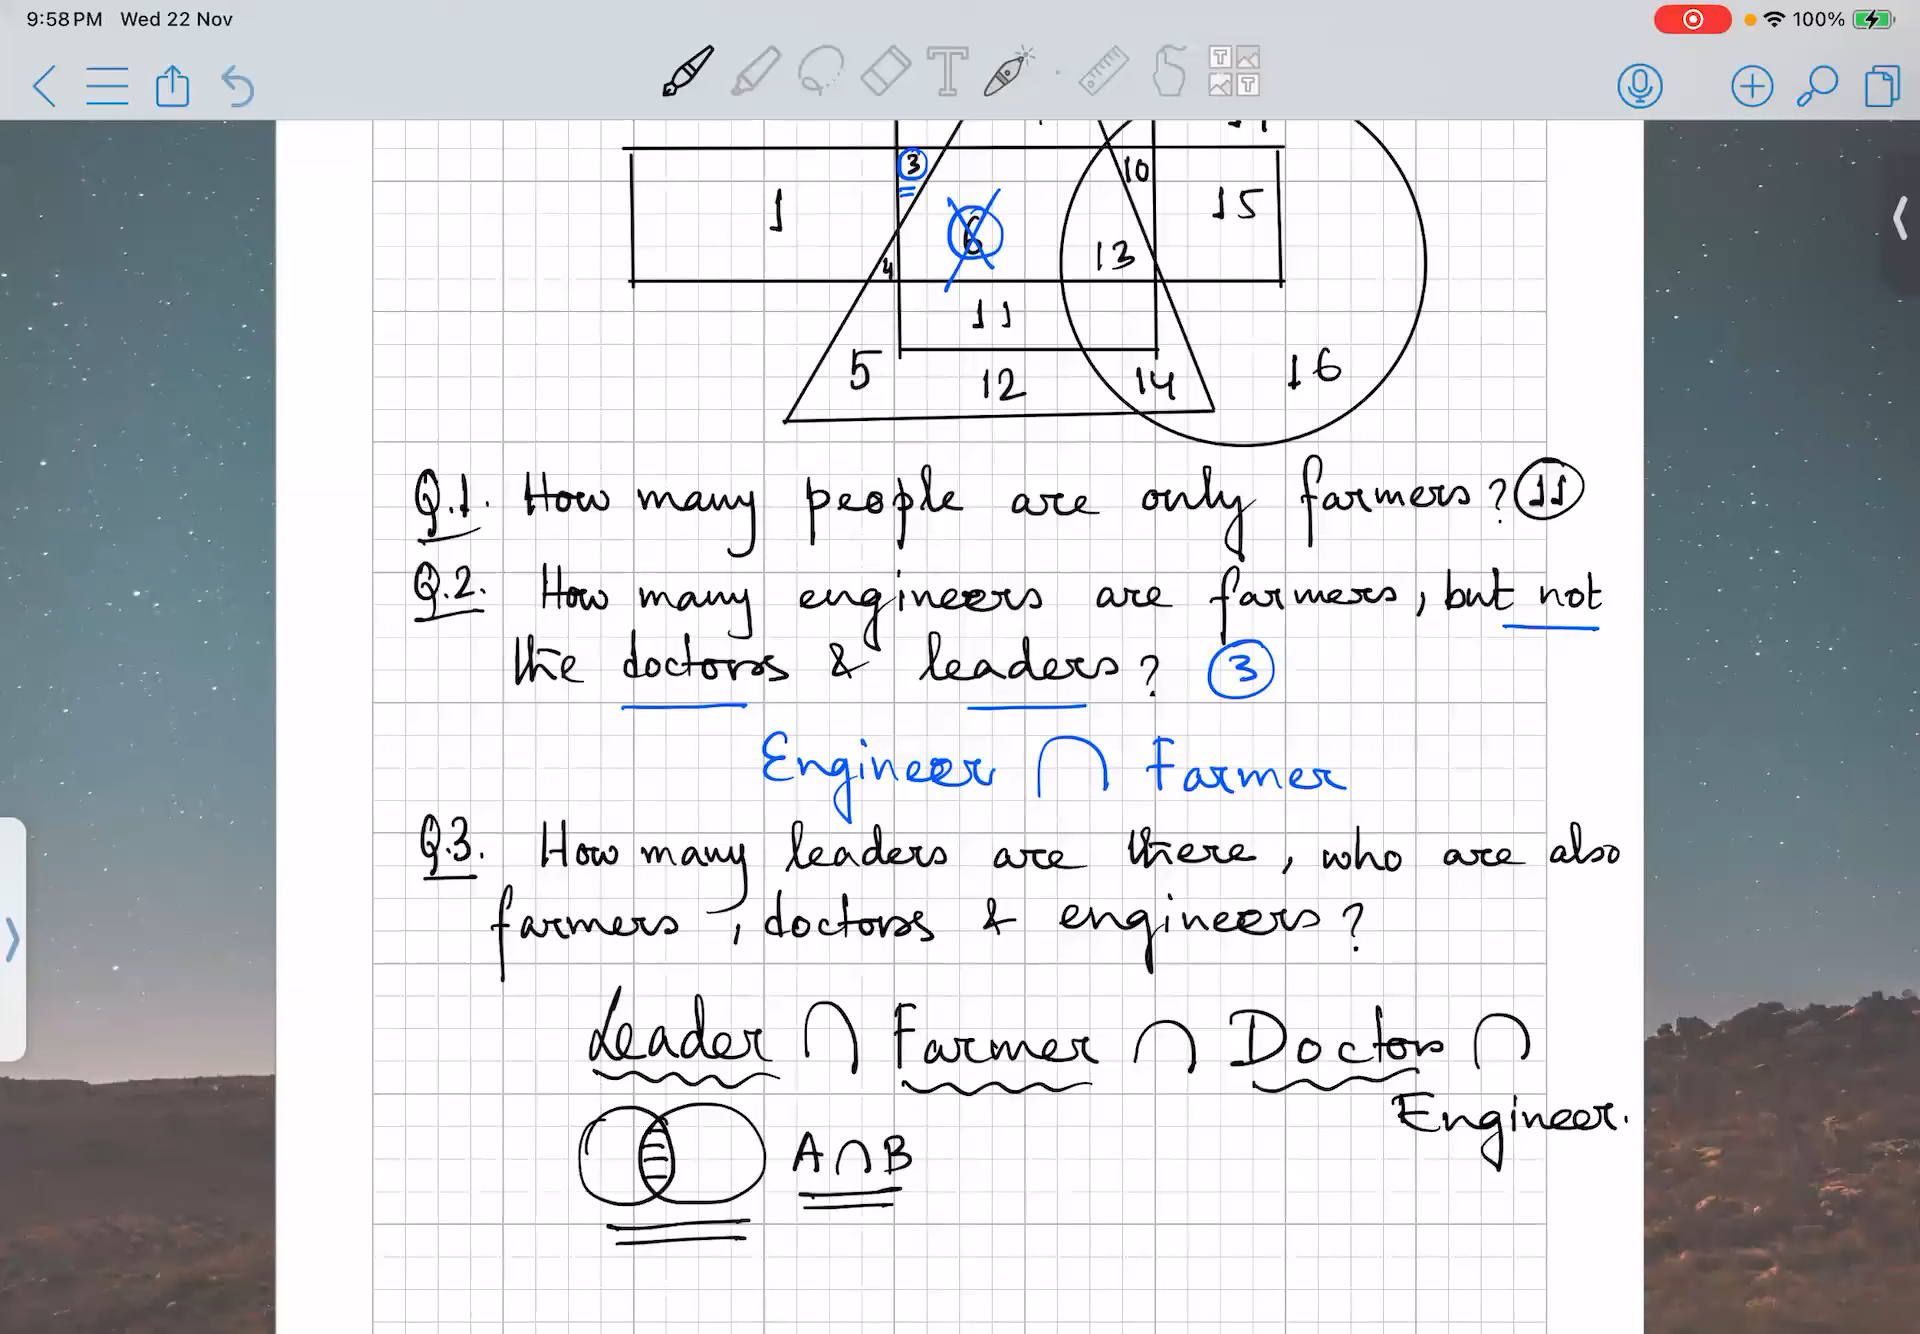 9:58 PM Wed 22 Nov
100%
3
10
1
15
6
4
13
11
5
12
14
16
Q.1. How many people are only farmers? 11
Q.2. How many engineers are farmers, but not
the doctors & leaders? 3
Engineer ∩ Farmer
Q.3. How many leaders are there, who are also
farmers, doctors & engineers?
Leader ∩ Farmer ∩ Doctor ∩
Engineer.
A∩B